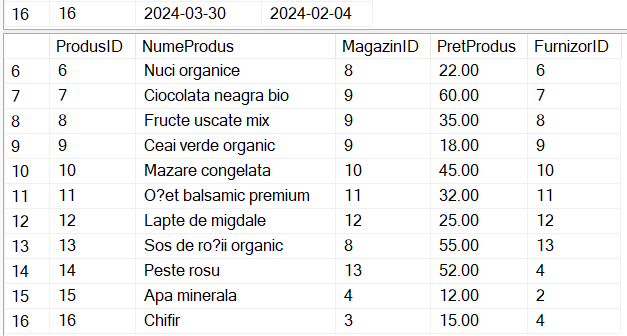 16 16 2024-03-30 2024-02-04
ProdusID NumeProdus MagazinID PretProdus FurnizorID
6 6 Nuci organice 8 22.00 6
7 7 Ciocolata neagra bio 9 60.00 7
8 8 Fructe uscate mix 9 35.00 8
9 9 Ceai verde organic 9 18.00 9
10 10 Mazare congelata 10 45.00 10
11 11 O?et balsamic premium 11 32.00 11
12 12 Lapte de migdale 12 25.00 12
13 13 Sos de ro?ii organic 8 55.00 13
14 14 Peste rosu 13 52.00 4
15 15 Apa minerala 4 12.00 2
16 16 Chifir 3 15.00 4